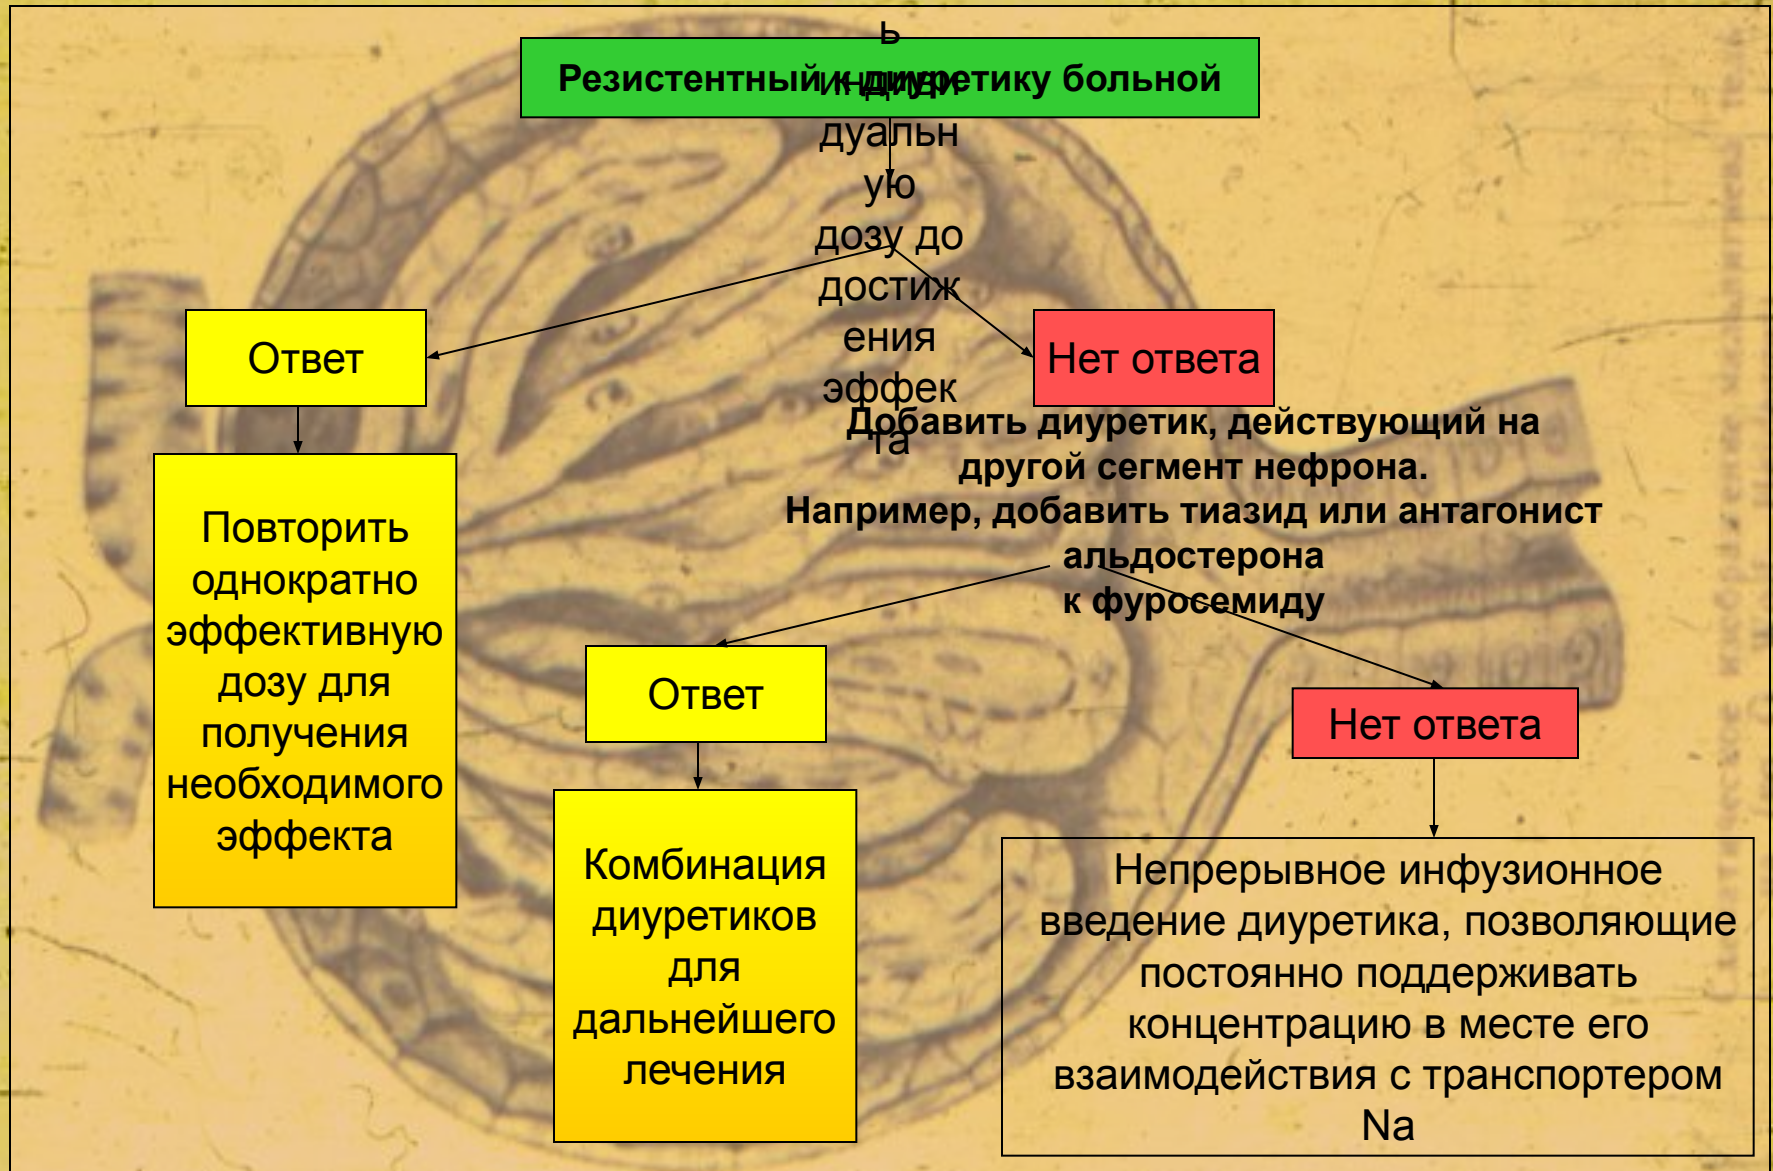 Резистентный к диуретику больной
ь
индиви
дуальн
ую
дозу до
достиж
ения
эффек
та
Ответ
Нет ответа
Повторить
однократно
эффективную
дозу для
получения
необходимого
эффекта
Добавить диуретик, действующий на
другой сегмент нефрона.
Например, добавить тиазид или антагонист
альдостерона
к фуросемиду
Ответ
Нет ответа
Комбинация
диуретиков
для
дальнейшего
лечения
Непрерывное инфузионное
введение диуретика, позволяющие
постоянно поддерживать
концентрацию в месте его
взаимодействия с транспортером
Na